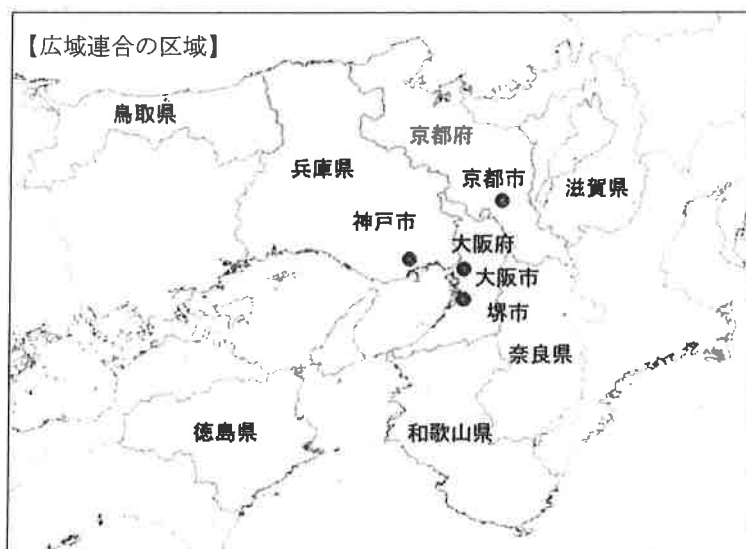 【広域連合の区域】
鳥取県
京都府
兵庫県
京都市
滋賀県
神戸市
大阪府
大阪市
堺市
奈良県
徳島県
和歌山県